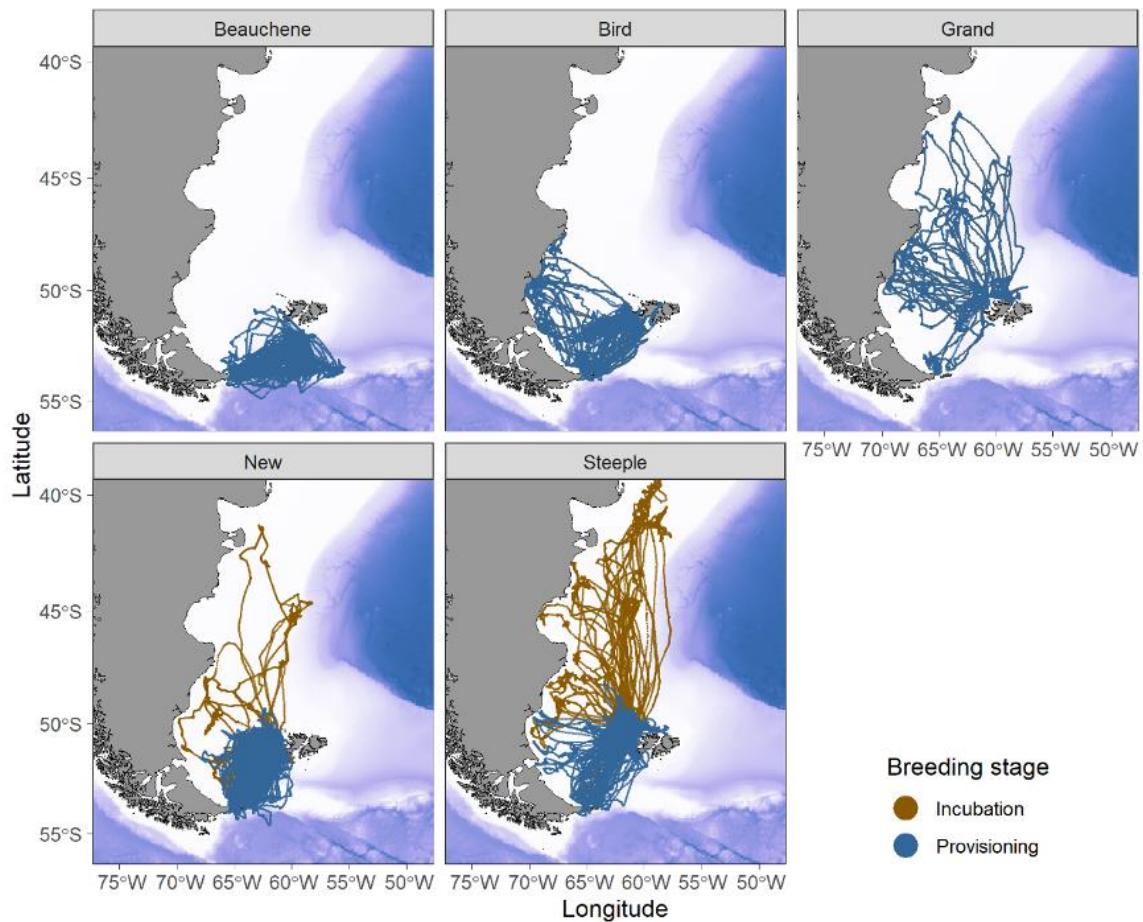 Beauchene
Bird
Grand
40°S
45°S
50°S
55°S
75°W 70°W 65°W 60°W 55°W 50°W
New
Steeple
Latitude
40°S
45°S
50°S
55°S
75°W 70°W 65°W 60°W 55°W 50°W
75°W 70°W 65°W 60°W 55°W 50°W
Longitude
Breeding stage
Incubation
Provisioning